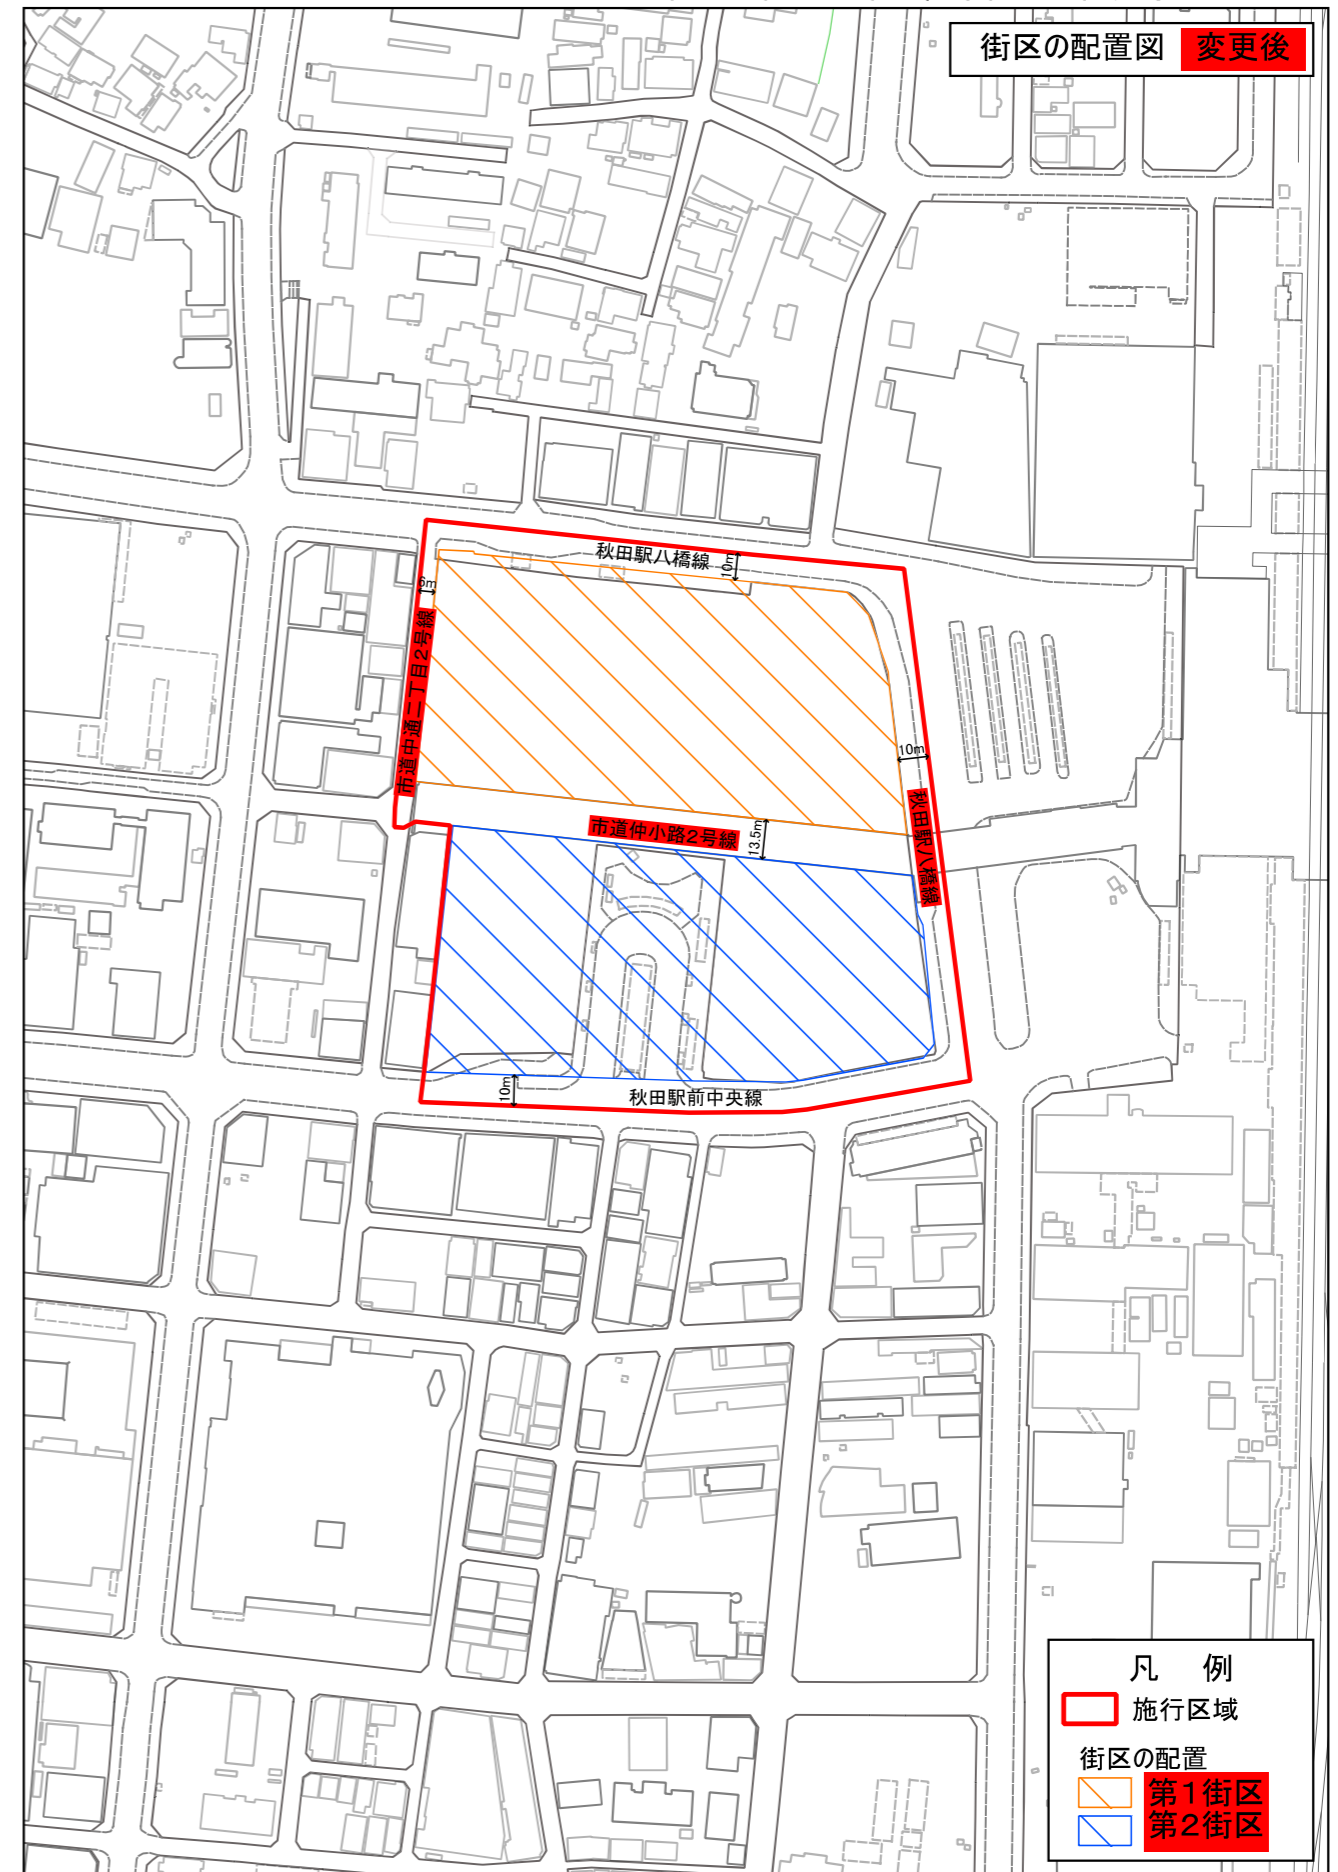 街区の配置図 変更後
秋田駅八橋線
10m
6m
市道中通二丁目2号線
10m
秋田駅八橋線
市道仲小路2号線
13.5m
10m
秋田駅前中央線
凡 例
施行区域
街区の配置
第1街区
第2街区